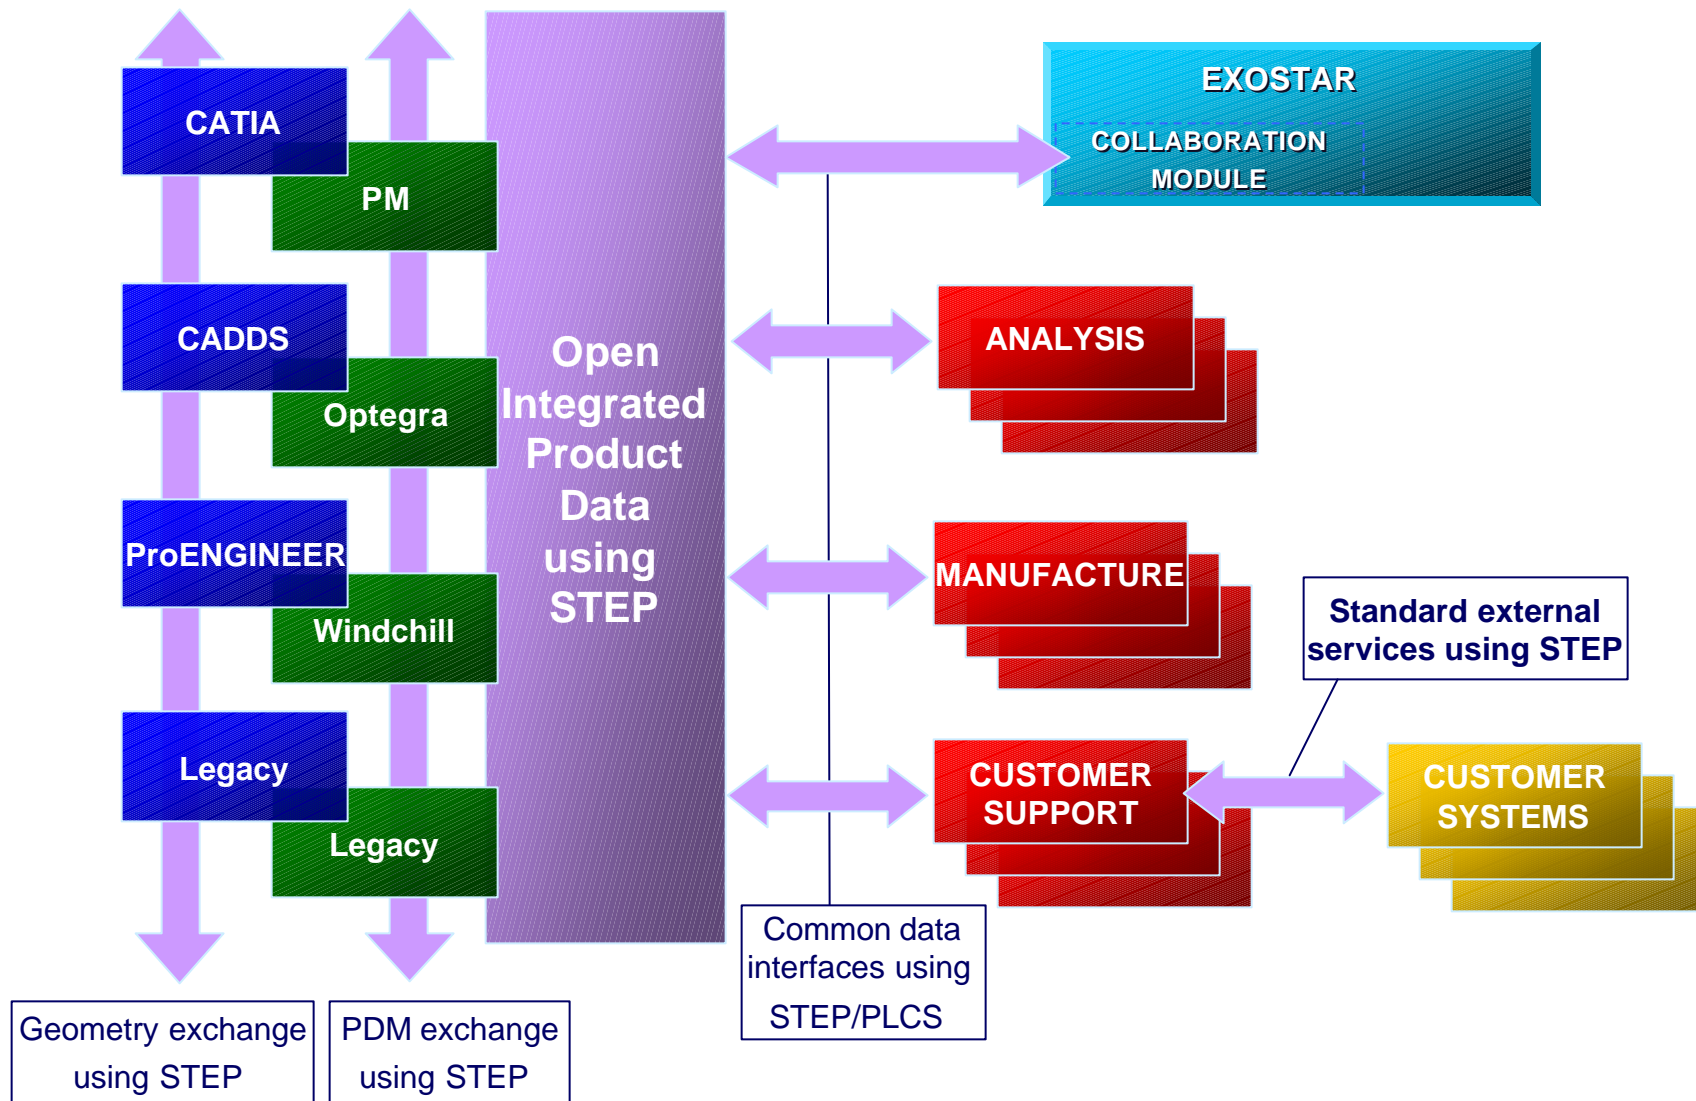 CATIA
PM
CADDS
Optegra
ProENGINEER
Windchill
Legacy
Legacy
Geometry exchange
using STEP
PDM exchange
using STEP
Open
Integrated
Product
Data
using
STEP
EXOSTAR
COLLABORATION
MODULE
ANALYSIS
MANUFACTURE
CUSTOMER
SUPPORT
Common data
interfaces using
STEP/PLCS
Standard external
services using STEP
CUSTOMER
SYSTEMS